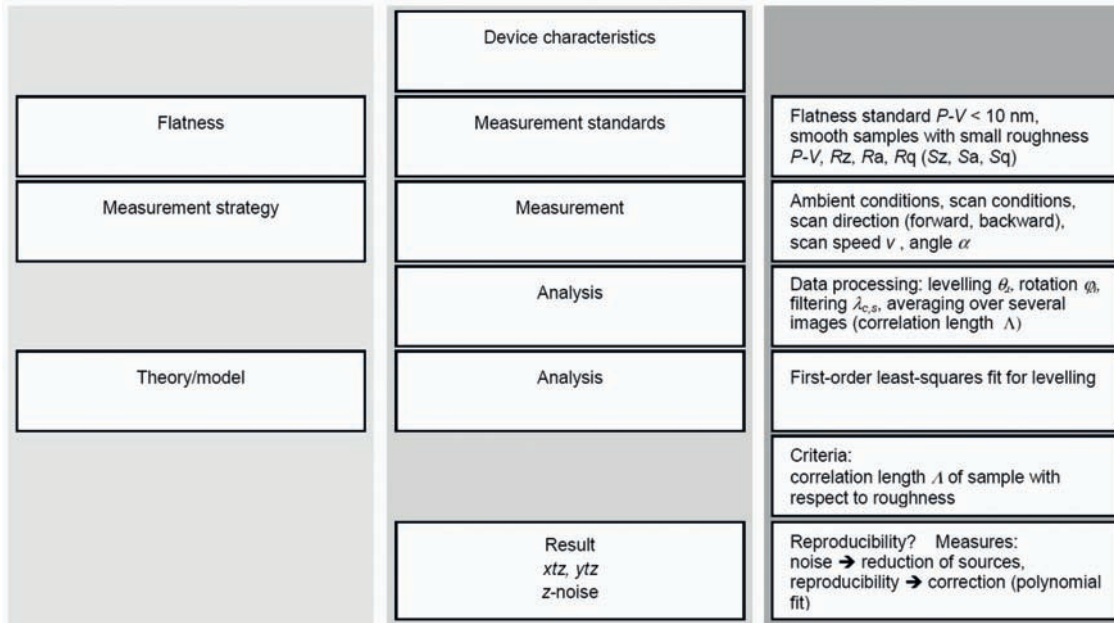 Device characteristics
Flatness
Measurement standards
Flatness standard P-V < 10 nm,
smooth samples with small roughness
P-V, Rz, Ra, Rq (Sz, Sa, Sq)
Measurement strategy
Measurement
Ambient conditions, scan conditions,
scan direction (forward, backward),
scan speed v , angle α
Analysis
Data processing: levelling θz, rotation φi,
filtering λc,s, averaging over several
images (correlation length Λ)
Theory/model
Analysis
First-order least-squares fit for levelling
Criteria:
correlation length Λ of sample with
respect to roughness
Result
xtz, ytz
z-noise
Reproducibility? Measures:
noise ➔ reduction of sources,
reproducibility ➔ correction (polynomial
fit)